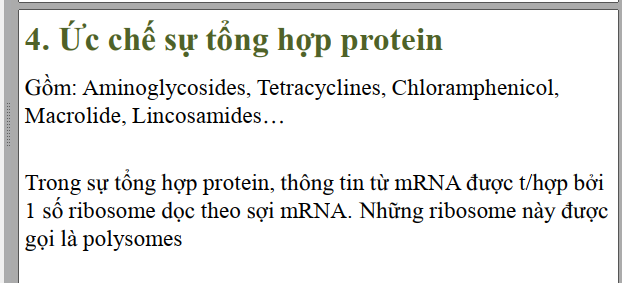 4. Ức chế sự tổng hợp protein
Gồm: Aminoglycosides, Tetracyclines, Chloramphenicol,
Macrolide, Lincosamides…
Trong sự tổng hợp protein, thông tin từ mRNA được t/hợp bởi
1 số ribosome dọc theo sợi mRNA. Những ribosome này được
gọi là polysomes